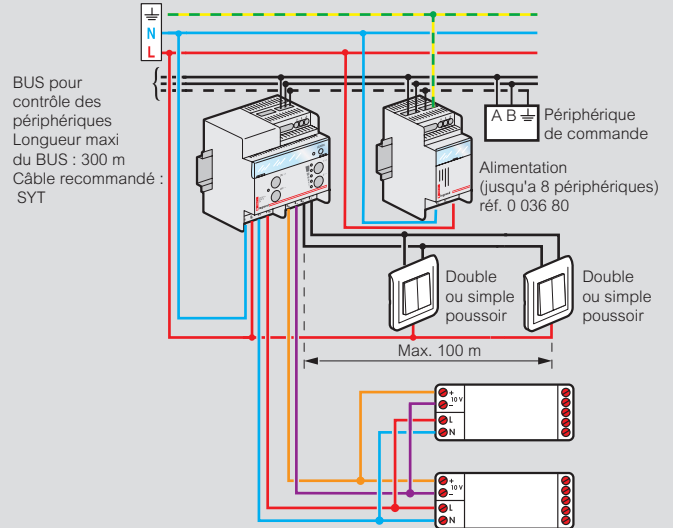 N
L
BUS pour
contrôle des
périphériques
Longueur maxi
du BUS : 300 m
Câble recommandé :
SYT
A B
Périphérique
de commande
Alimentation
(jusqu'a 8 périphériques)
réf. 0 036 80
Double
ou simple
poussoir
Double
ou simple
poussoir
Max. 100 m
+
10 V
–
L
N
+
10 V
–
L
N